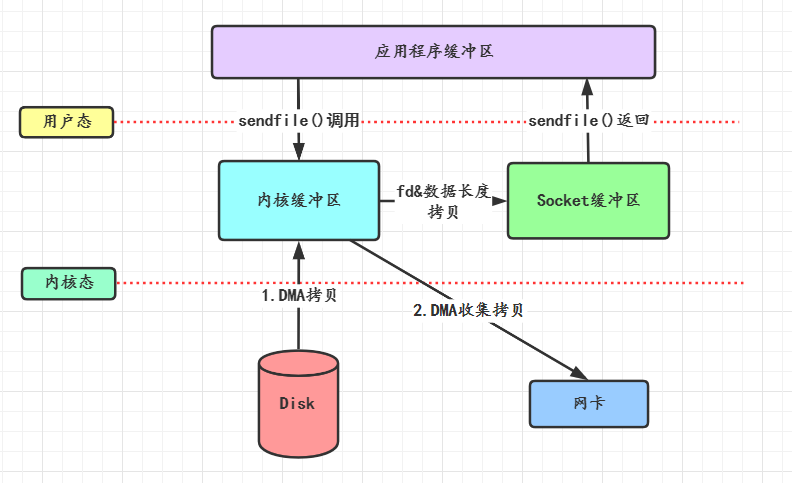 应用程序缓冲区
用户态
sendfile()调用
sendfile()返回
内核缓冲区
fd&数据长度
拷贝
Socket缓冲区
内核态
1.DMA拷贝
2.DMA收集拷贝
Disk
网卡